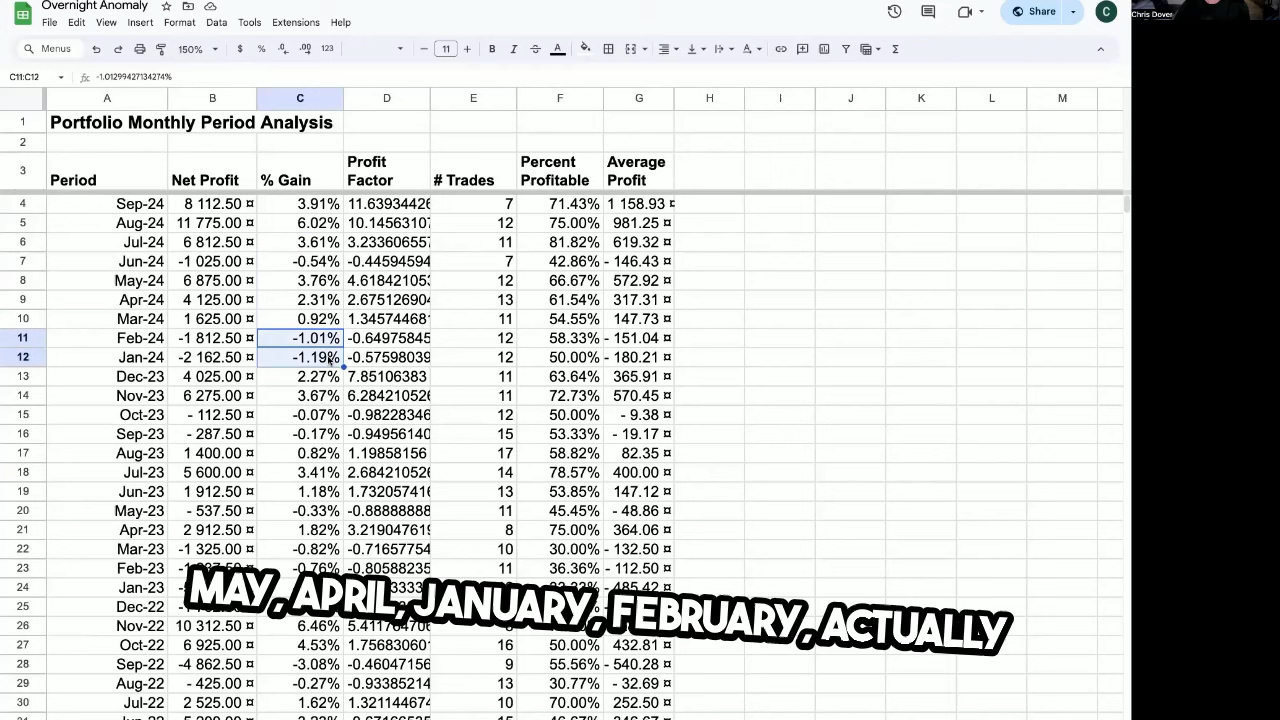 Overnight Anomaly
File Edit View Insert Format Data Tools Extensions Help
Share C
Chris Dover
Menus 150% $ % .0 .00 123 11 B I A Σ
C11:C12 fx -1.01299427134274%
A B C D E F G H I J K L M
1 Portfolio Monthly Period Analysis
2
3 Period Net Profit % Gain Profit Factor # Trades Percent Profitable Average Profit
4 Sep-24 8 112.50 ¤ 3.91% 11.63934426 7 71.43% 1 158.93 ¤
5 Aug-24 11 775.00 ¤ 6.02% 10.14563107 12 75.00% 981.25 ¤
6 Jul-24 6 812.50 ¤ 3.61% 3.233606557 11 81.82% 619.32 ¤
7 Jun-24 -1 025.00 ¤ -0.54% -0.44594594 7 42.86% - 146.43 ¤
8 May-24 6 875.00 ¤ 3.76% 4.618421053 12 66.67% 572.92 ¤
9 Apr-24 4 125.00 ¤ 2.31% 2.675126904 13 61.54% 317.31 ¤
10 Mar-24 1 625.00 ¤ 0.92% 1.345744681 11 54.55% 147.73 ¤
11 Feb-24 -1 812.50 ¤ -1.01% -0.64975845 12 58.33% - 151.04 ¤
12 Jan-24 -2 162.50 ¤ -1.19% -0.57598039 12 50.00% - 180.21 ¤
13 Dec-23 4 025.00 ¤ 2.27% 7.85106383 11 63.64% 365.91 ¤
14 Nov-23 6 275.00 ¤ 3.67% 6.284210526 11 72.73% 570.45 ¤
15 Oct-23 - 112.50 ¤ -0.07% -0.98228346 12 50.00% - 9.38 ¤
16 Sep-23 - 287.50 ¤ -0.17% -0.94956140 15 53.33% - 19.17 ¤
17 Aug-23 1 400.00 ¤ 0.82% 1.19858156 17 58.82% 82.35 ¤
18 Jul-23 5 600.00 ¤ 3.41% 2.684210526 14 78.57% 400.00 ¤
19 Jun-23 1 912.50 ¤ 1.18% 1.732057416 13 53.85% 147.12 ¤
20 May-23 - 537.50 ¤ -0.33% -0.88888888 11 45.45% - 48.86 ¤
21 Apr-23 2 912.50 ¤ 1.82% 3.219047619 8 75.00% 364.06 ¤
22 Mar-23 -1 325.00 ¤ -0.82% -0.71657754 10 30.00% - 132.50 ¤
23 Feb-23 -0.76% -0.80588235 11 36.36% - 112.50 ¤
24 Jan-23 - 485.42 ¤
25 Dec-22
26 Nov-22 10 312.50 ¤ 6.46%
27 Oct-22 6 925.00 ¤ 4.53% 1.75683060 16 50.00% 432.81 ¤
28 Sep-22 -4 862.50 ¤ -3.08% -0.46047156 9 55.56% - 540.28 ¤
29 Aug-22 - 425.00 ¤ -0.27% -0.93385214 13 30.77% - 32.69 ¤
30 Jul-22 2 525.00 ¤ 1.62% 1.321144674 10 70.00% 252.50 ¤
MAY, APRIL, JANUARY, FEBRUARY, ACTUALLY